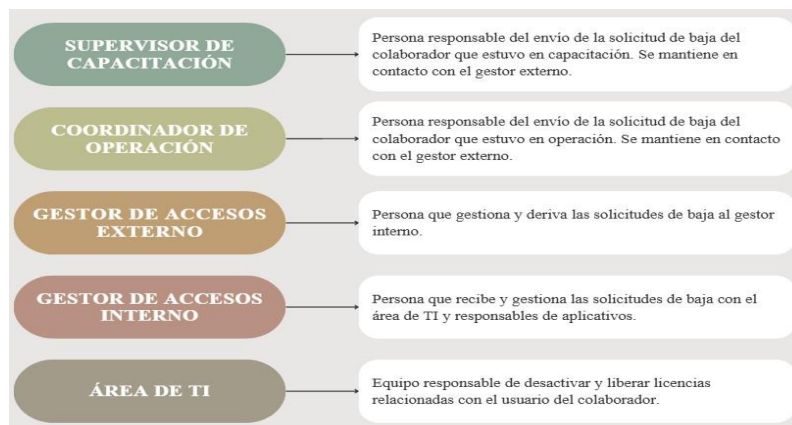 SUPERVISOR DE
CAPACITACIÓN
Persona responsable del envío de la solicitud de baja del
colaborador que estuvo en capacitación. Se mantiene en
contacto con el gestor externo.
COORDINADOR DE
OPERACIÓN
Persona responsable del envío de la solicitud de baja del
colaborador que estuvo en operación. Se mantiene en contacto
con el gestor externo.
GESTOR DE ACCESOS
EXTERNO
Persona que gestiona y deriva las solicitudes de baja al gestor
interno.
GESTOR DE ACCESOS
INTERNO
Persona que recibe y gestiona las solicitudes de baja con el
área de TI y responsables de aplicativos.
ÁREA DE TI
Equipo responsable de desactivar y liberar licencias
relacionadas con el usuario del colaborador.